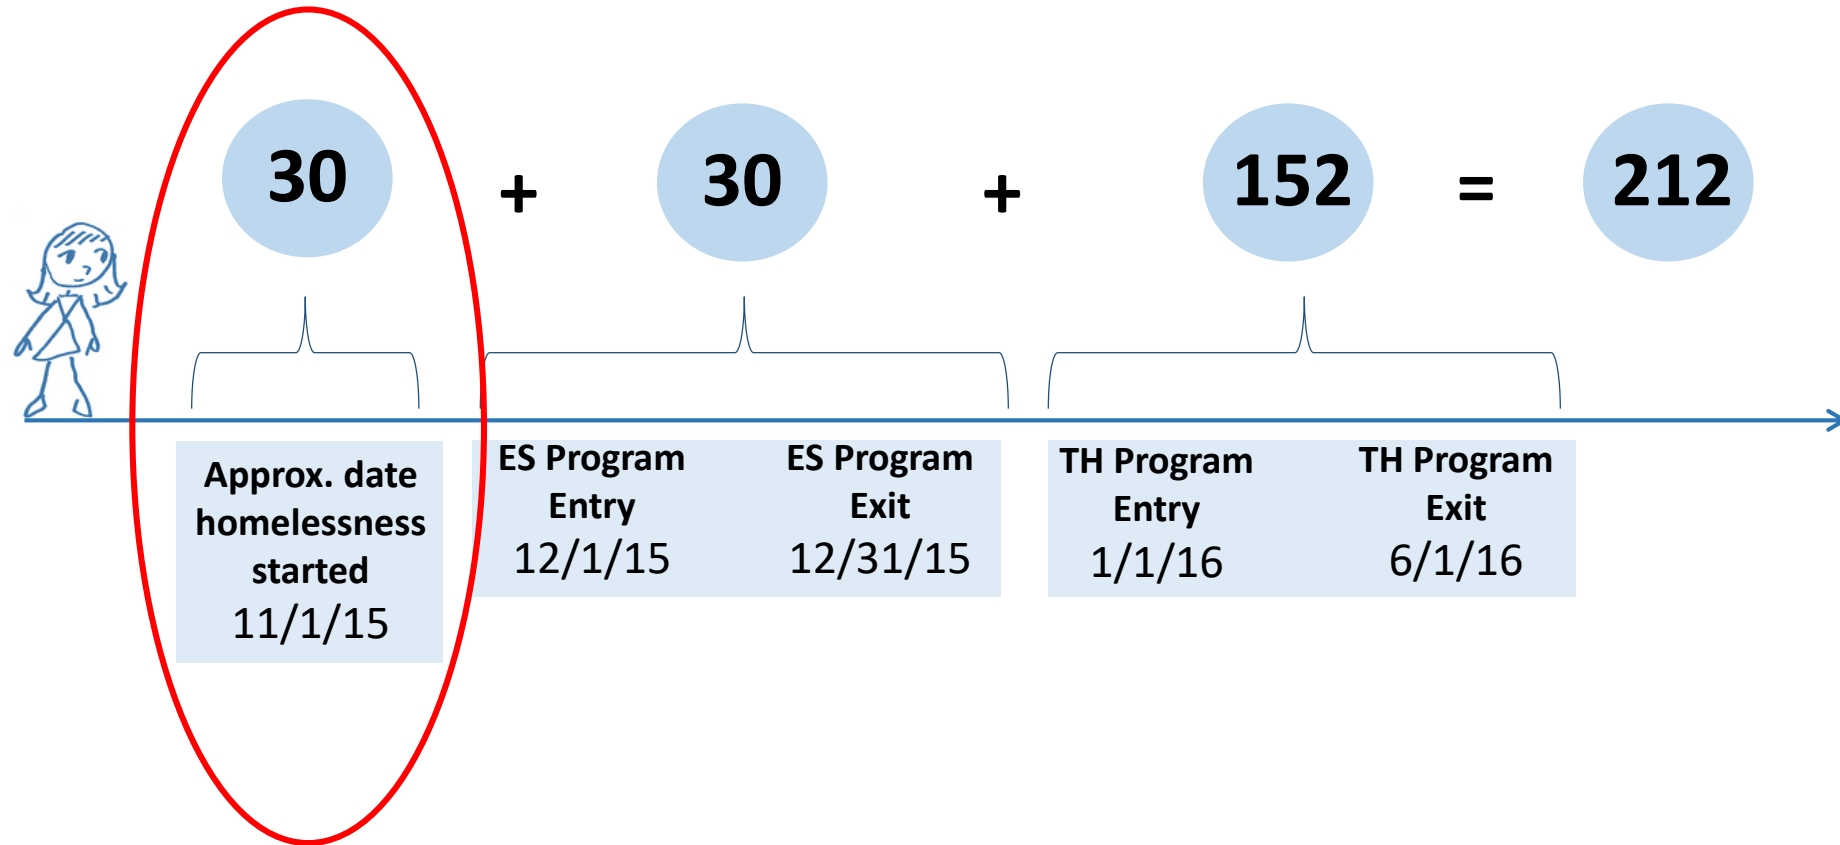 30 + 30 + 152 = 212
Approx. date
homelessness
started
11/1/15
ES Program
Entry
12/1/15
ES Program
Exit
12/31/15
TH Program
Entry
1/1/16
TH Program
Exit
6/1/16